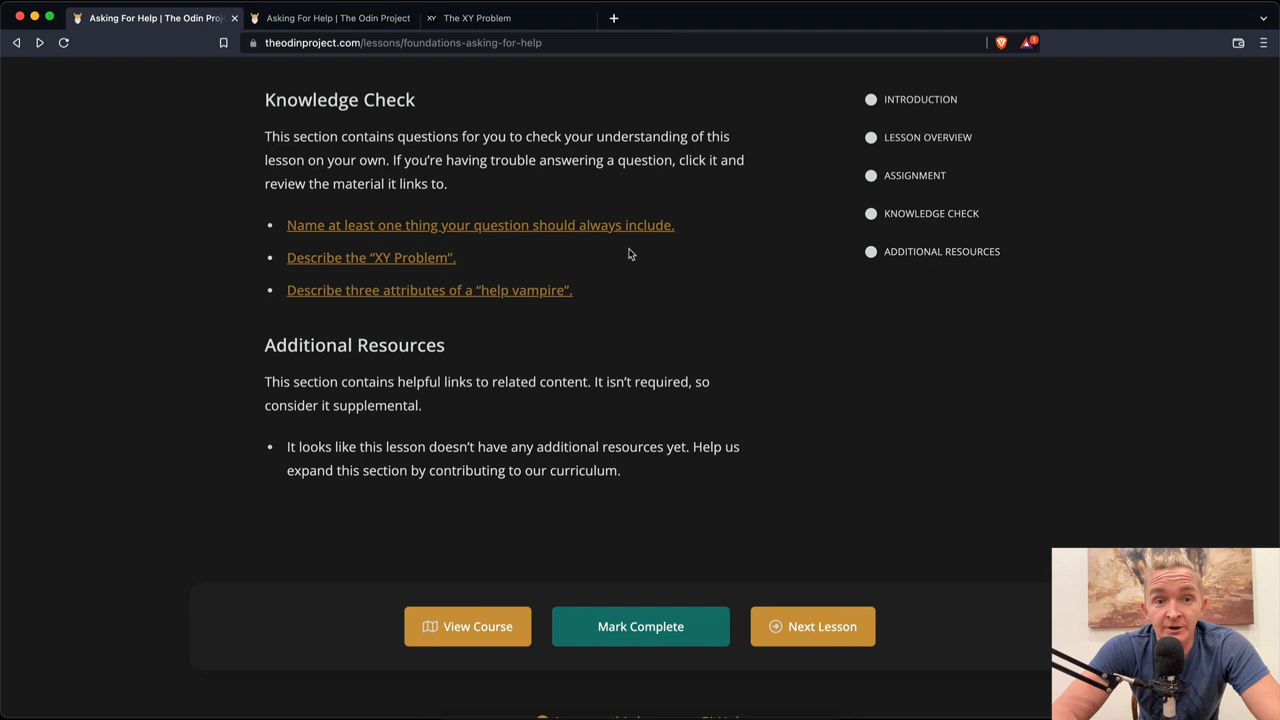 Asking For Help | The Odin Proj
Asking For Help | The Odin Project
XY The XY Problem
theodinproject.com/lessons/foundations-asking-for-help
1
Knowledge Check
This section contains questions for you to check your understanding of this
lesson on your own. If you’re having trouble answering a question, click it and
review the material it links to.
Name at least one thing your question should always include.
Describe the “XY Problem”.
Describe three attributes of a “help vampire”.
Additional Resources
This section contains helpful links to related content. It isn’t required, so
consider it supplemental.
It looks like this lesson doesn’t have any additional resources yet. Help us
expand this section by contributing to our curriculum.
INTRODUCTION
LESSON OVERVIEW
ASSIGNMENT
KNOWLEDGE CHECK
ADDITIONAL RESOURCES
View Course
Mark Complete
Next Lesson